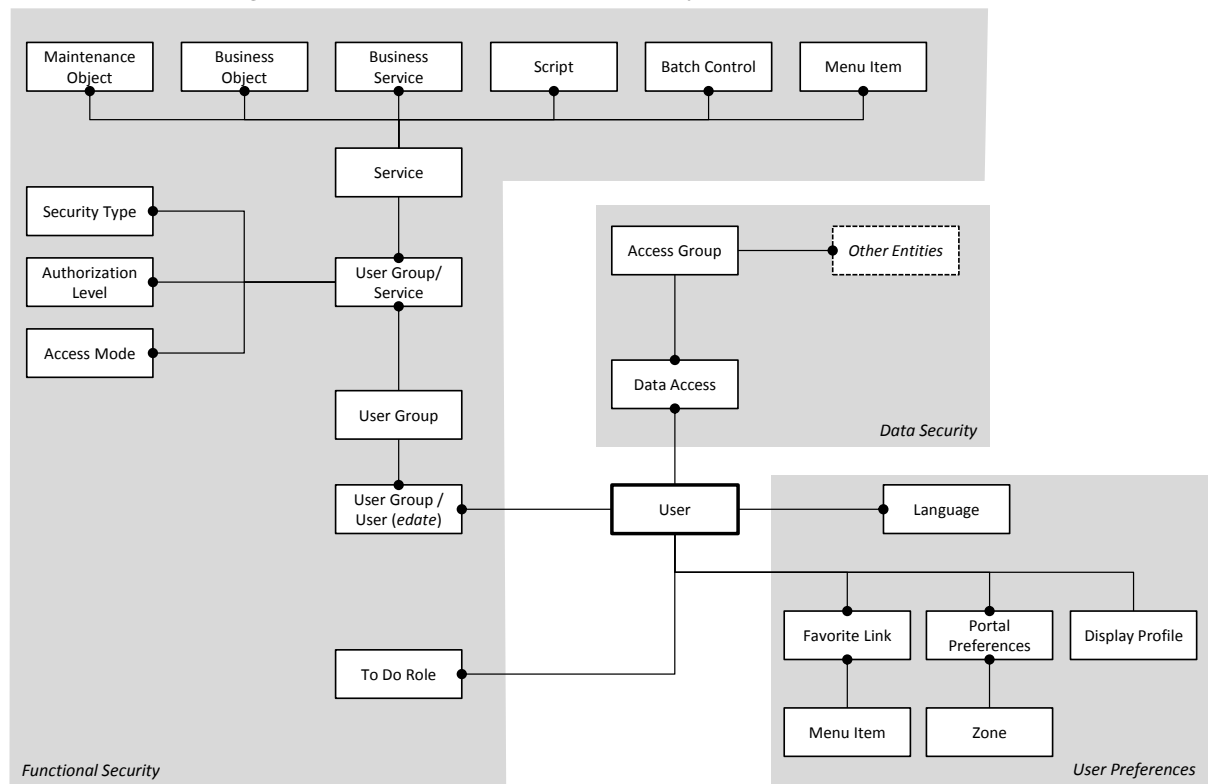 Maintenance
Object
Business
Object
Business
Service
Script
Batch Control
Menu Item
Service
Security Type
Authorization
Level
Access Mode
User Group/
Service
User Group
User Group /
User (edate)
To Do Role
Functional Security
Access Group
Other Entities
Data Access
Data Security
User
Language
Favorite Link
Portal
Preferences
Display Profile
Menu Item
Zone
User Preferences